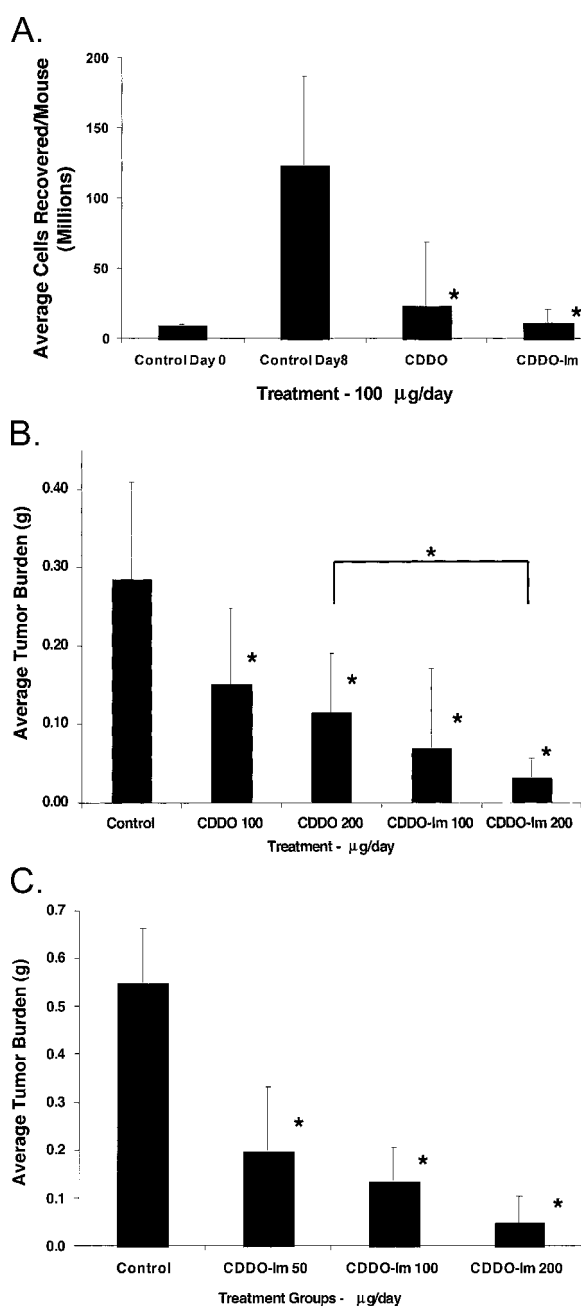 A.
Average Cells Recovered/Mouse
(Millions)
200
150
100
50
0
*
*
Control Day 0 Control Day8 CDDO CDDO-Im
Treatment - 100 µg/day
B.
Average Tumor Burden (g)
0.40
0.30
0.20
0.10
0.00
*
*
*
*
*
Control CDDO 100 CDDO 200 CDDO-Im 100 CDDO-Im 200
Treatment - µg/day
C.
Average Tumor Burden (g)
0.7
0.6
0.5
0.4
0.3
0.2
0.1
0.0
*
*
*
Control CDDO-Im 50 CDDO-Im 100 CDDO-Im 200
Treatment Groups - µg/day